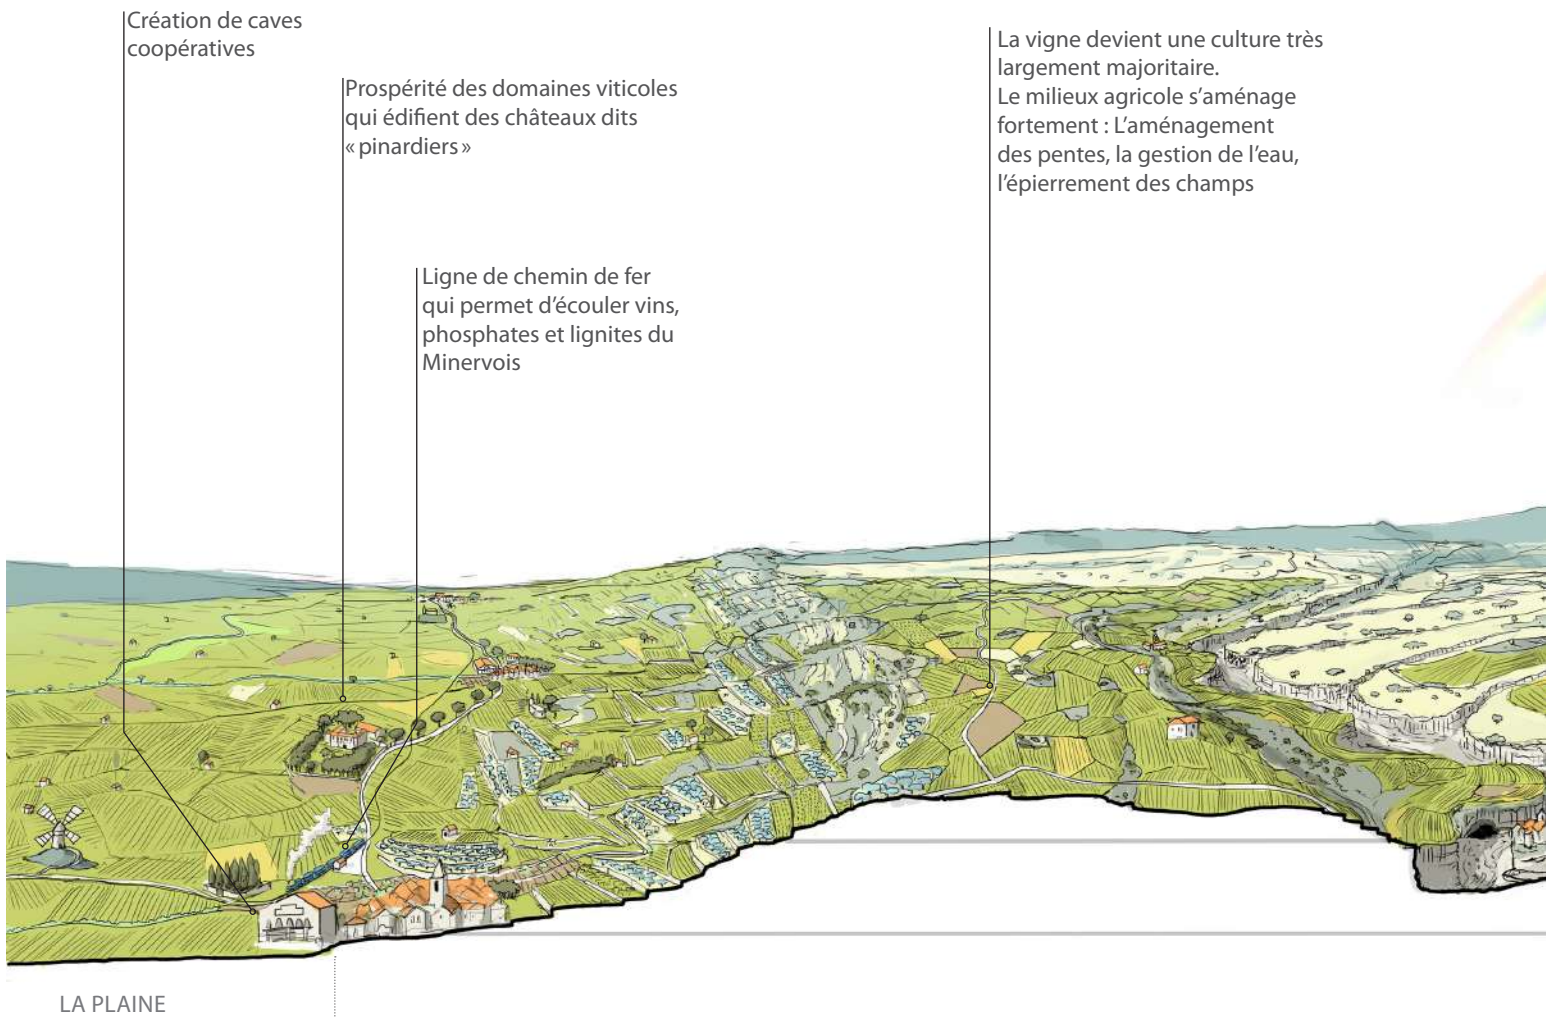 Création de caves
coopératives
Prospérité des domaines viticoles
qui édifient des châteaux dits
« pinardiers »
Ligne de chemin de fer
qui permet d’écouler vins,
phosphates et lignites du
Minervois
La vigne devient une culture très
largement majoritaire.
Le milieu agricole s’aménage
fortement : L’aménagement
des pentes, la gestion de l’eau,
l’épierrement des champs
LA PLAINE